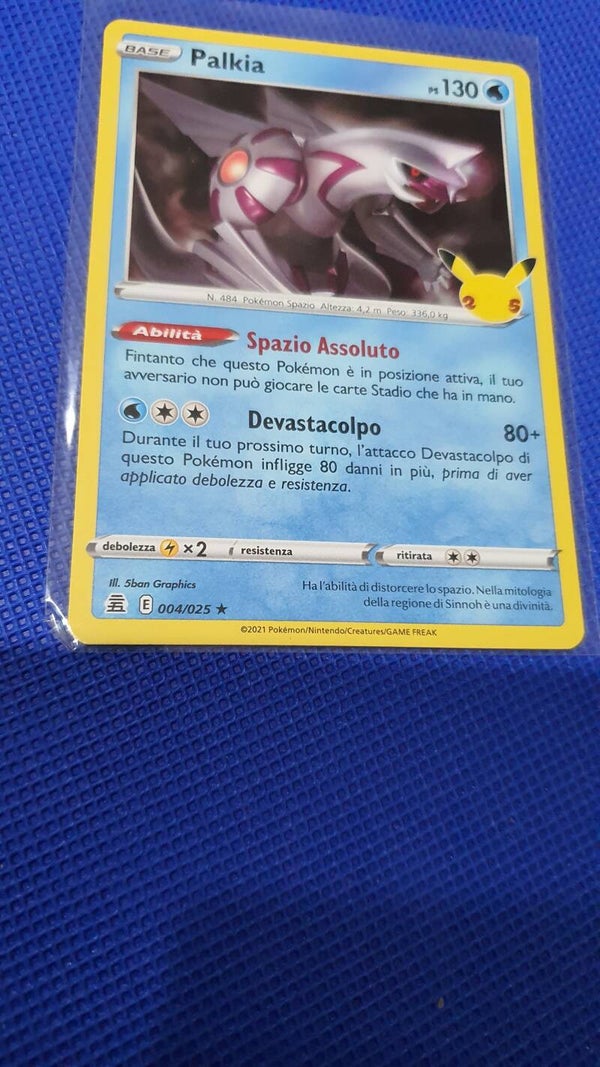 BASE Palkia PS 130
25
N. 484 Pokémon Spazio Altezza: 4,2 m Peso: 336,0 kg
Abilità Spazio Assoluto
Fintanto che questo Pokémon è in posizione attiva, il tuo
avversario non può giocare le carte Stadio che ha in mano.
Devastacolpo 80+
Durante il tuo prossimo turno, l'attacco Devastacolpo di
questo Pokémon infligge 80 danni in più, prima di aver
applicato debolezza e resistenza.
debolezza ×2 resistenza ritirata
Ill. 5ban Graphics
Ha l'abilità di distorcere lo spazio. Nella mitologia
della regione di Sinnoh è una divinità.
E 004/025 ★
©2021 Pokémon/Nintendo/Creatures/GAME FREAK